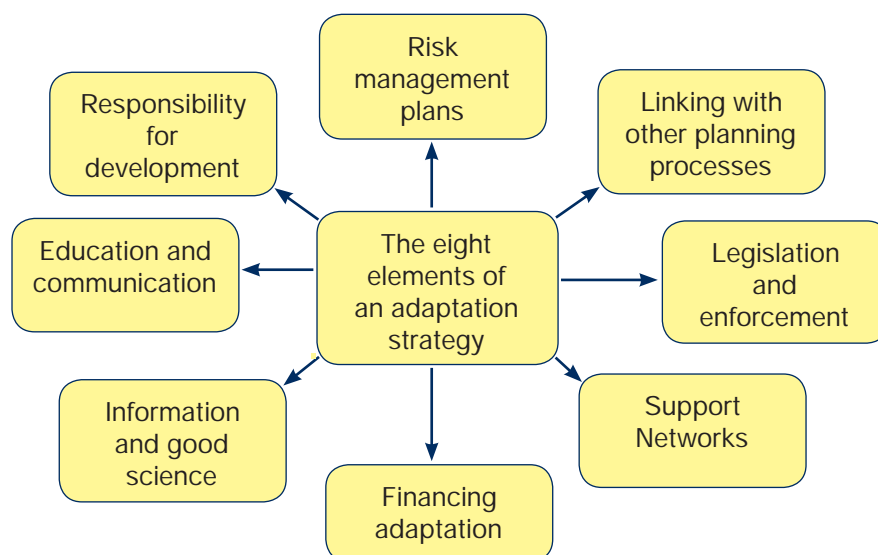 Risk
management
plans
Responsibility
for
development
Linking with
other planning
processes
Education and
communication
The eight
elements of
an adaptation
strategy
Legislation
and
enforcement
Information
and good
science
Support
Networks
Financing
adaptation